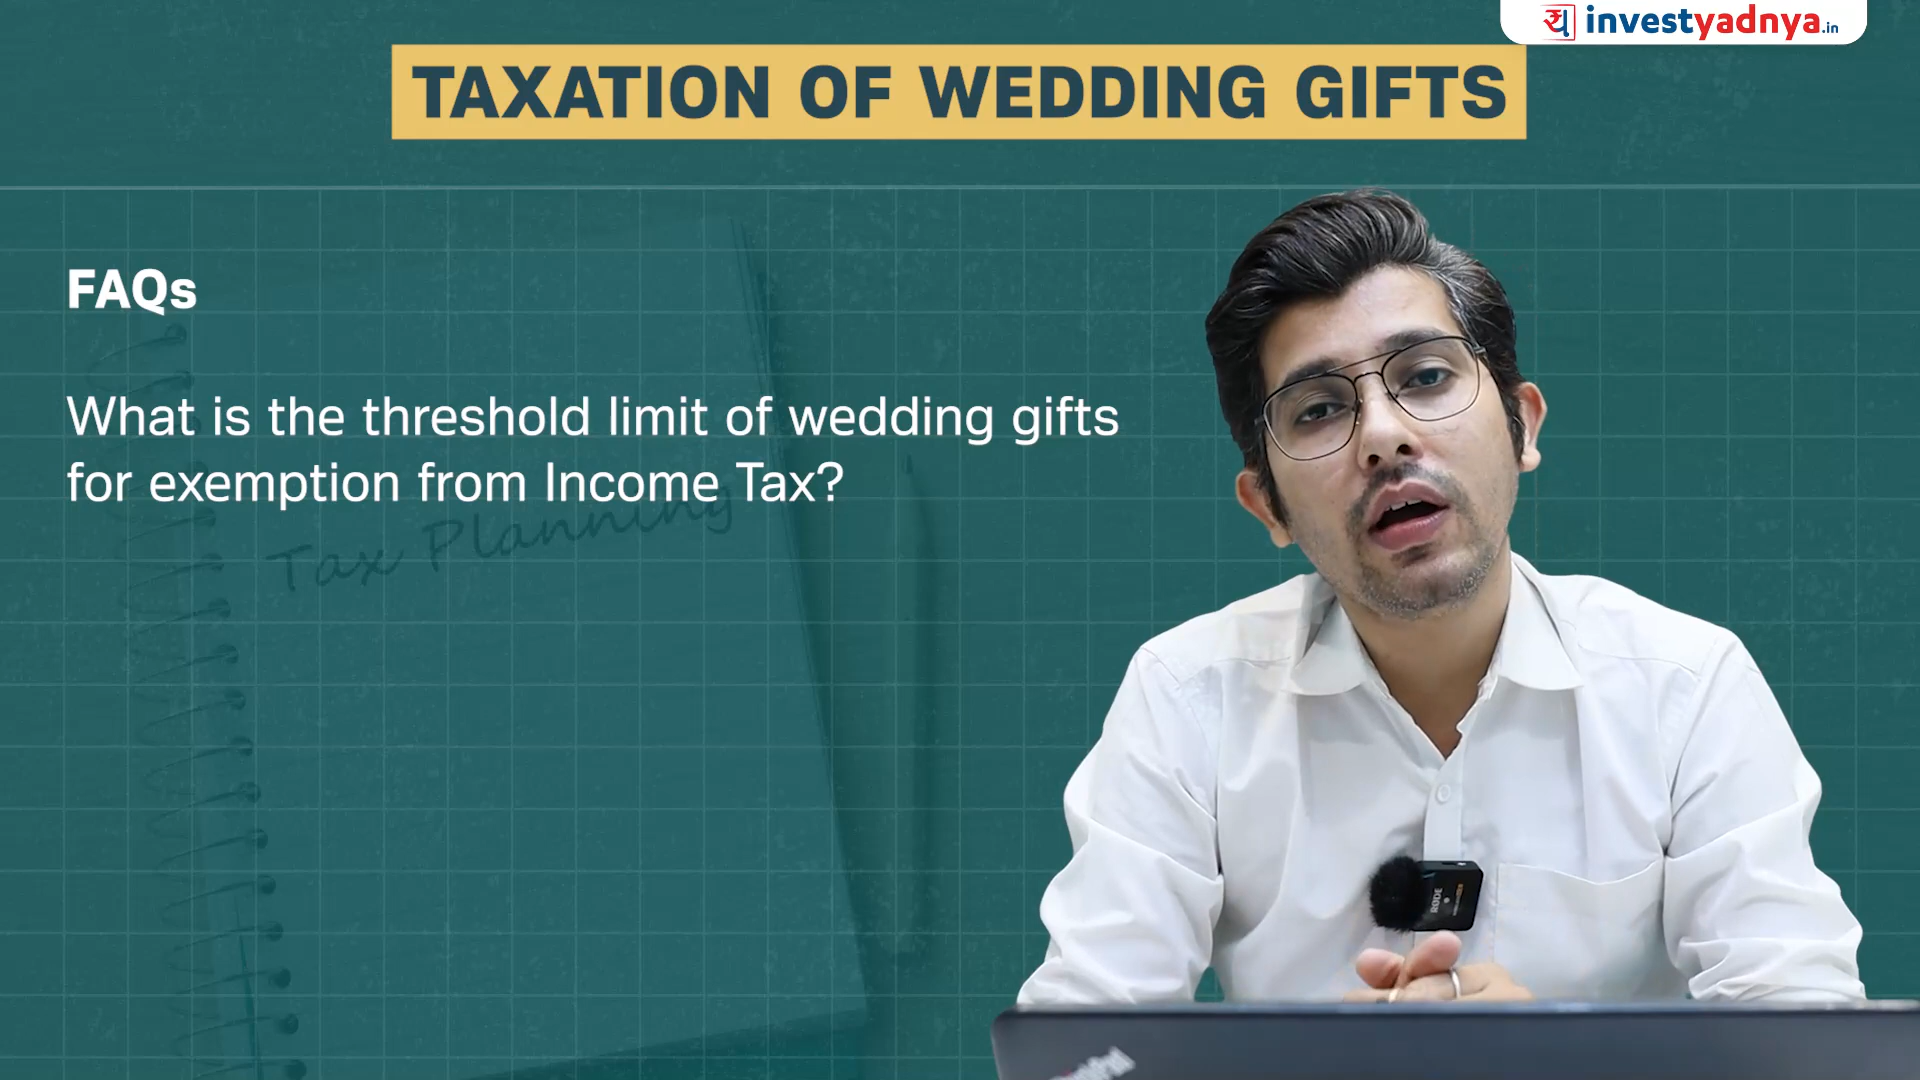 investyadnya.in
TAXATION OF WEDDING GIFTS
FAQs
What is the threshold limit of wedding gifts
for exemption from Income Tax?
Tax Planning
RØDE